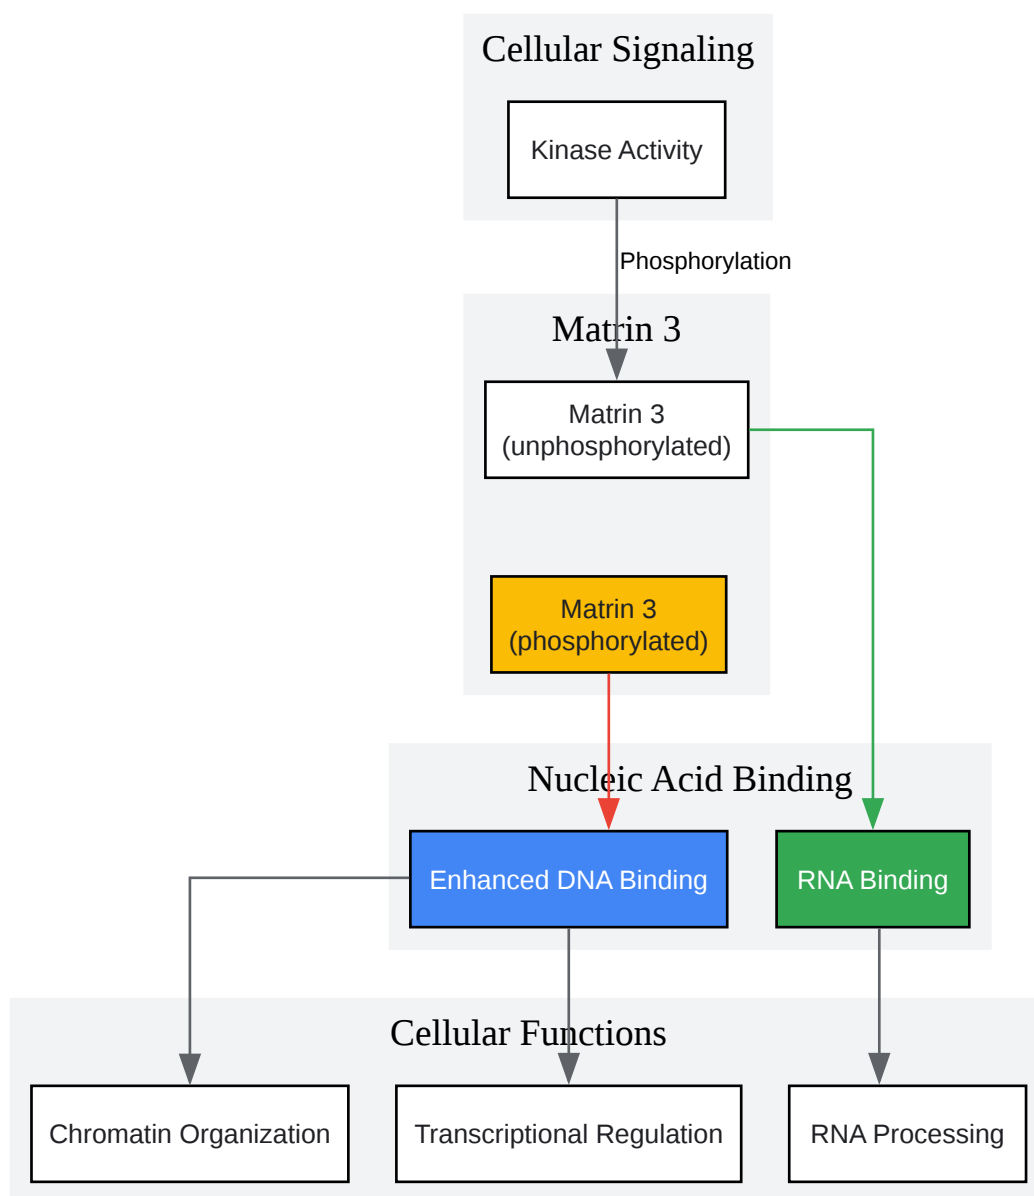 Cellular Signaling
Kinase Activity
Phosphorylation
Matrin 3
Matrin 3
(unphosphorylated)
Matrin 3
(phosphorylated)
Nucleic Acid Binding
Enhanced DNA Binding
RNA Binding
Cellular Functions
Chromatin Organization
Transcriptional Regulation
RNA Processing